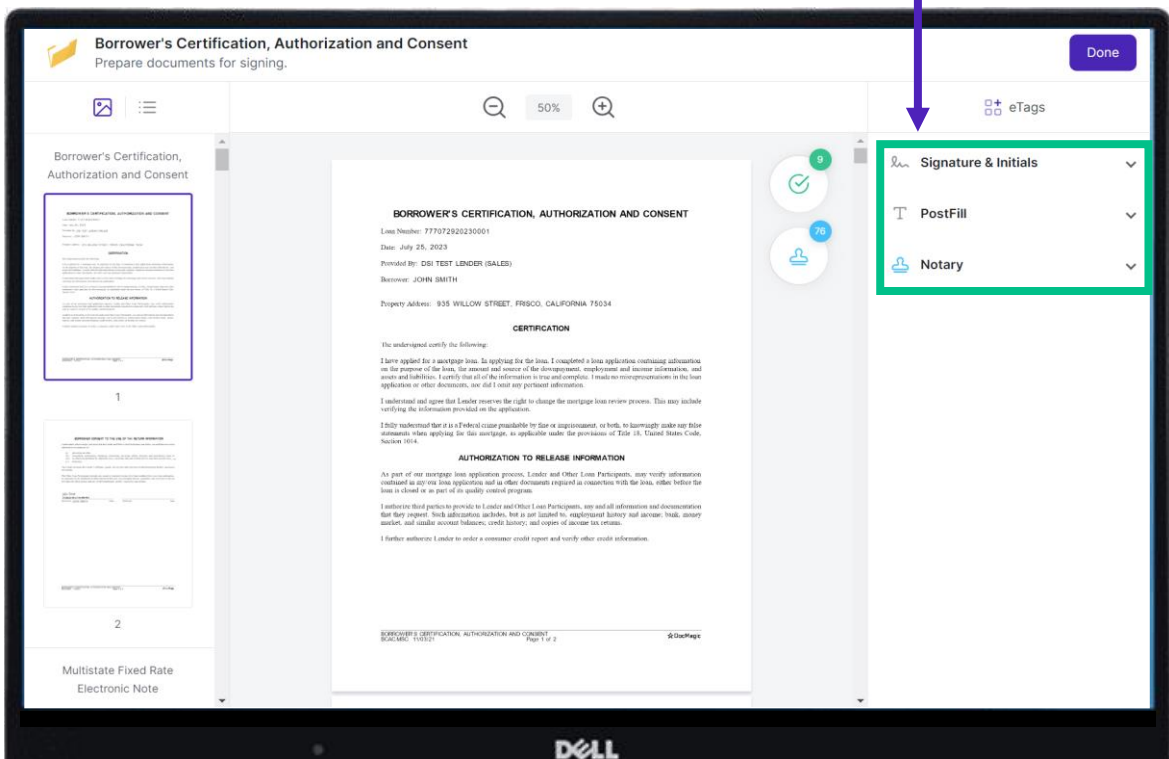 Borrower's Certification, Authorization and Consent
Prepare documents for signing.
Done
50%
eTags
Borrower's Certification,
Authorization and Consent
1
2
Multistate Fixed Rate
Electronic Note
BORROWER'S CERTIFICATION, AUTHORIZATION AND CONSENT
Loan Number: 777072920230001
Date: July 25, 2023
Provided By: DSI TEST LENDER (SALES)
Borrower: JOHN SMITH
Property Address: 935 WILLOW STREET, FRISCO, CALIFORNIA 75034
CERTIFICATION
The undersigned certify the following:
I have applied for a mortgage loan. In applying for the loan, I completed a loan application containing information
on the purpose of the loan, the amount and source of the downpayment, employment and income information, and
assets and liabilities. I certify that all of the information is true and complete. I made no misrepresentations in the loan
application or other documents, nor did I omit any pertinent information.
I understand and agree that Lender reserves the right to change the mortgage loan review process. This may include
verifying the information provided on the application.
I fully understand that it is a Federal crime punishable by fine or imprisonment, or both, to knowingly make any false
statements when applying for this mortgage, as applicable under the provisions of Title 18, United States Code,
Section 1014.
AUTHORIZATION TO RELEASE INFORMATION
As part of our mortgage loan application process, Lender and Other Loan Participants, may verify information
contained in my/our loan application and in other documents required in connection with the loan, either before the
loan is closed or as part of its quality control program.
I authorize third parties to provide to Lender and Other Loan Participants, any and all information and documentation
that they request. Such information includes, but is not limited to, employment history and income; bank, money
market, and similar account balances; credit history; and copies of income tax returns.
I further authorize Lender to order a consumer credit report and verify other credit information.
BORROWER'S CERTIFICATION, AUTHORIZATION AND CONSENT
BCACMSC 11/03/21 Page 1 of 2
DocMagic
9
76
Signature & Initials
PostFill
Notary
DELL